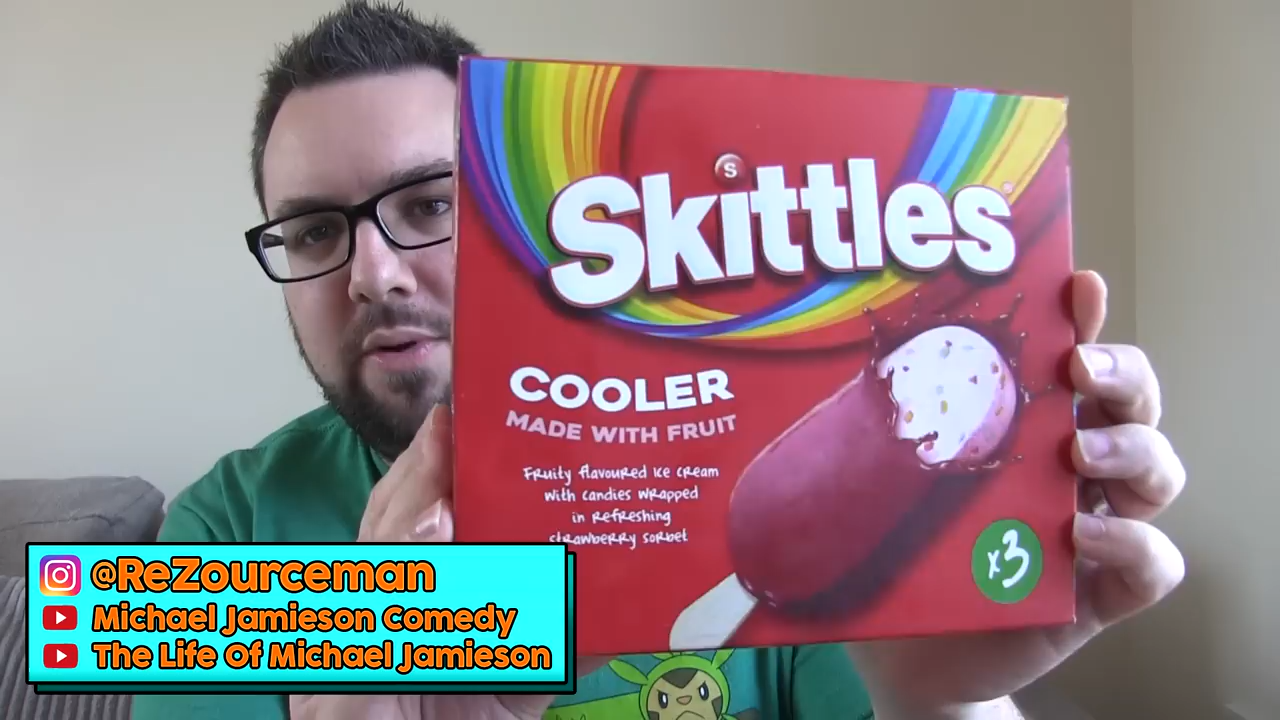 S
Skittles®
COOLER
MADE WITH FRUIT
Fruity flavoured ice cream
with candies wrapped
in refreshing
strawberry sorbet
x3
@ReZourceman
Michael Jamieson Comedy
The Life Of Michael Jamieson